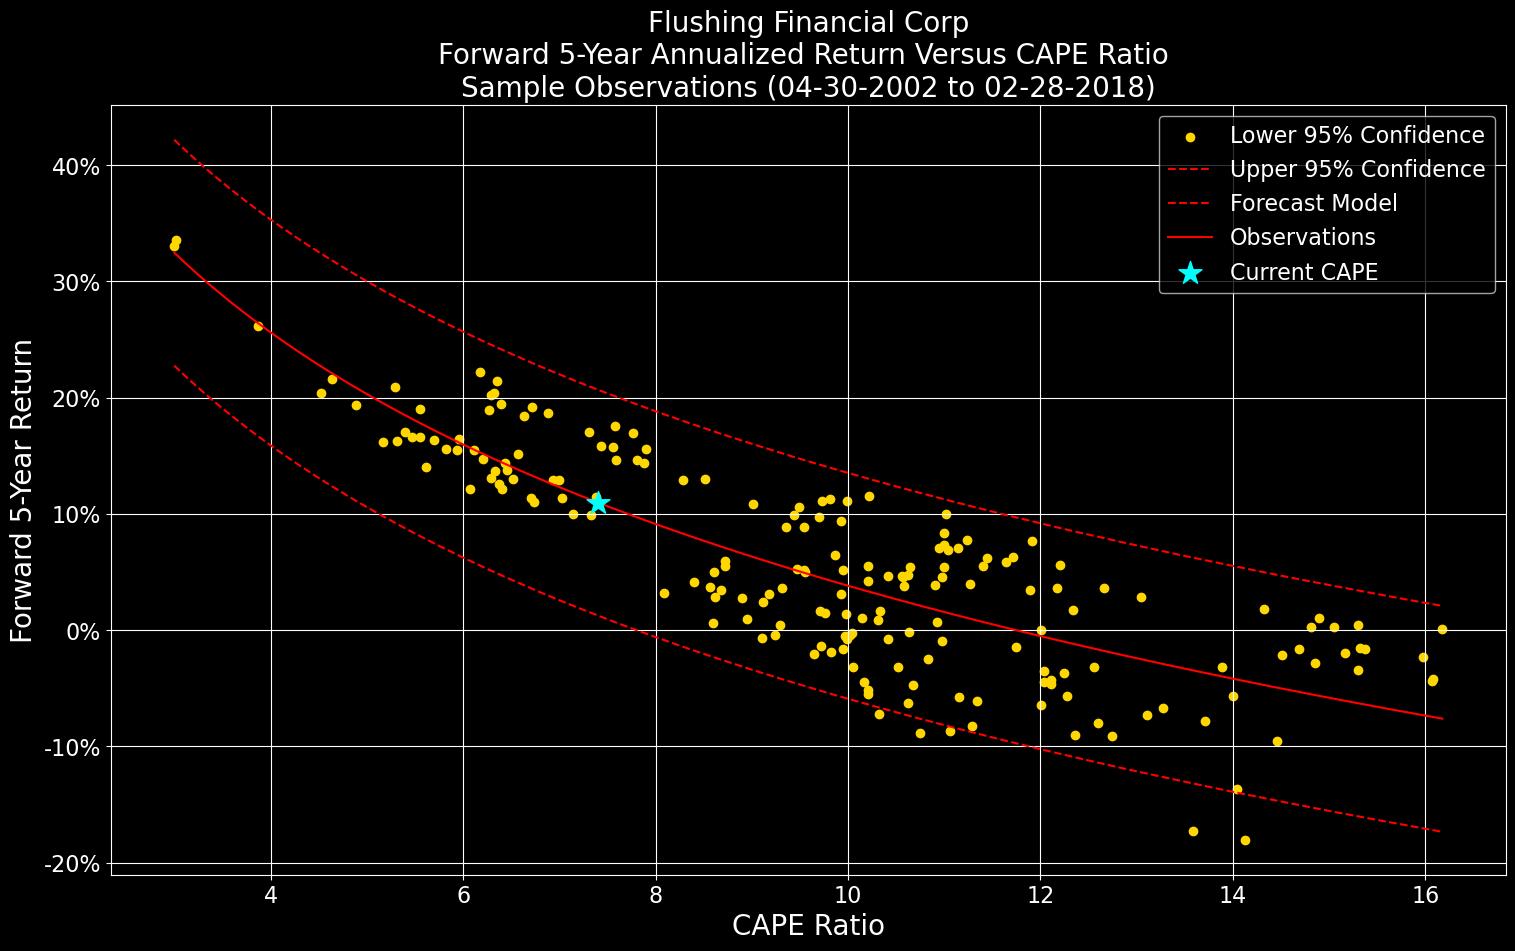 Flushing Financial Corp
Forward 5-Year Annualized Return Versus CAPE Ratio
Sample Observations (04-30-2002 to 02-28-2018)
Lower 95% Confidence
Upper 95% Confidence
Forecast Model
Observations
Current CAPE
Forward 5-Year Return
40%
30%
20%
10%
0%
-10%
-20%
4 6 8 10 12 14 16
CAPE Ratio